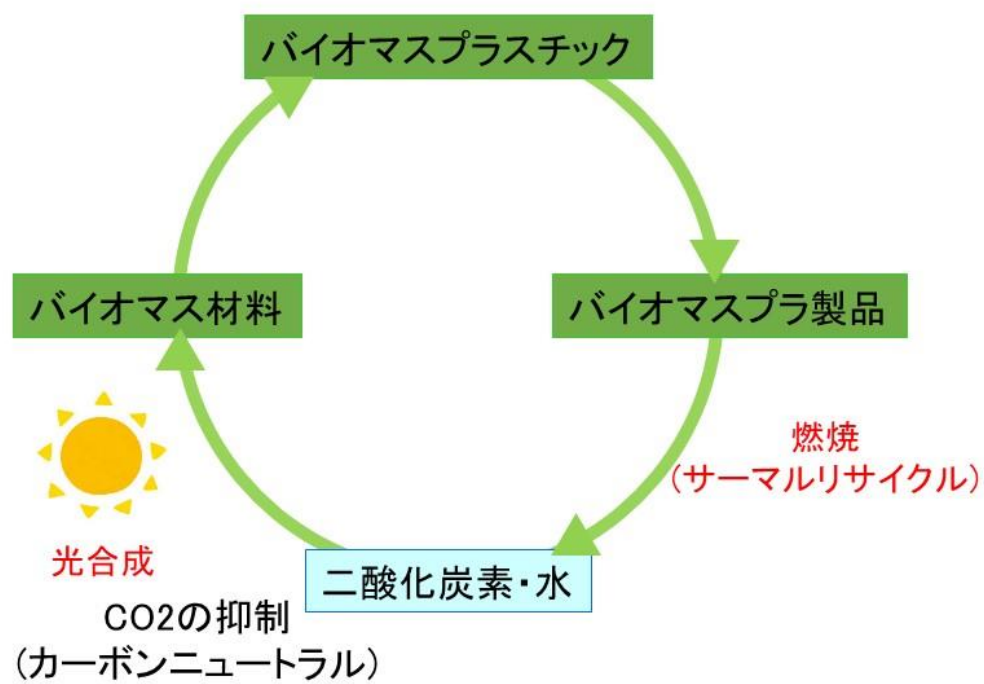 バイオマスプラスチック
バイオマス材料
バイオマスプラ製品
燃焼
(サーマルリサイクル)
光合成
二酸化炭素・水
CO2の抑制
(カーボンニュートラル)